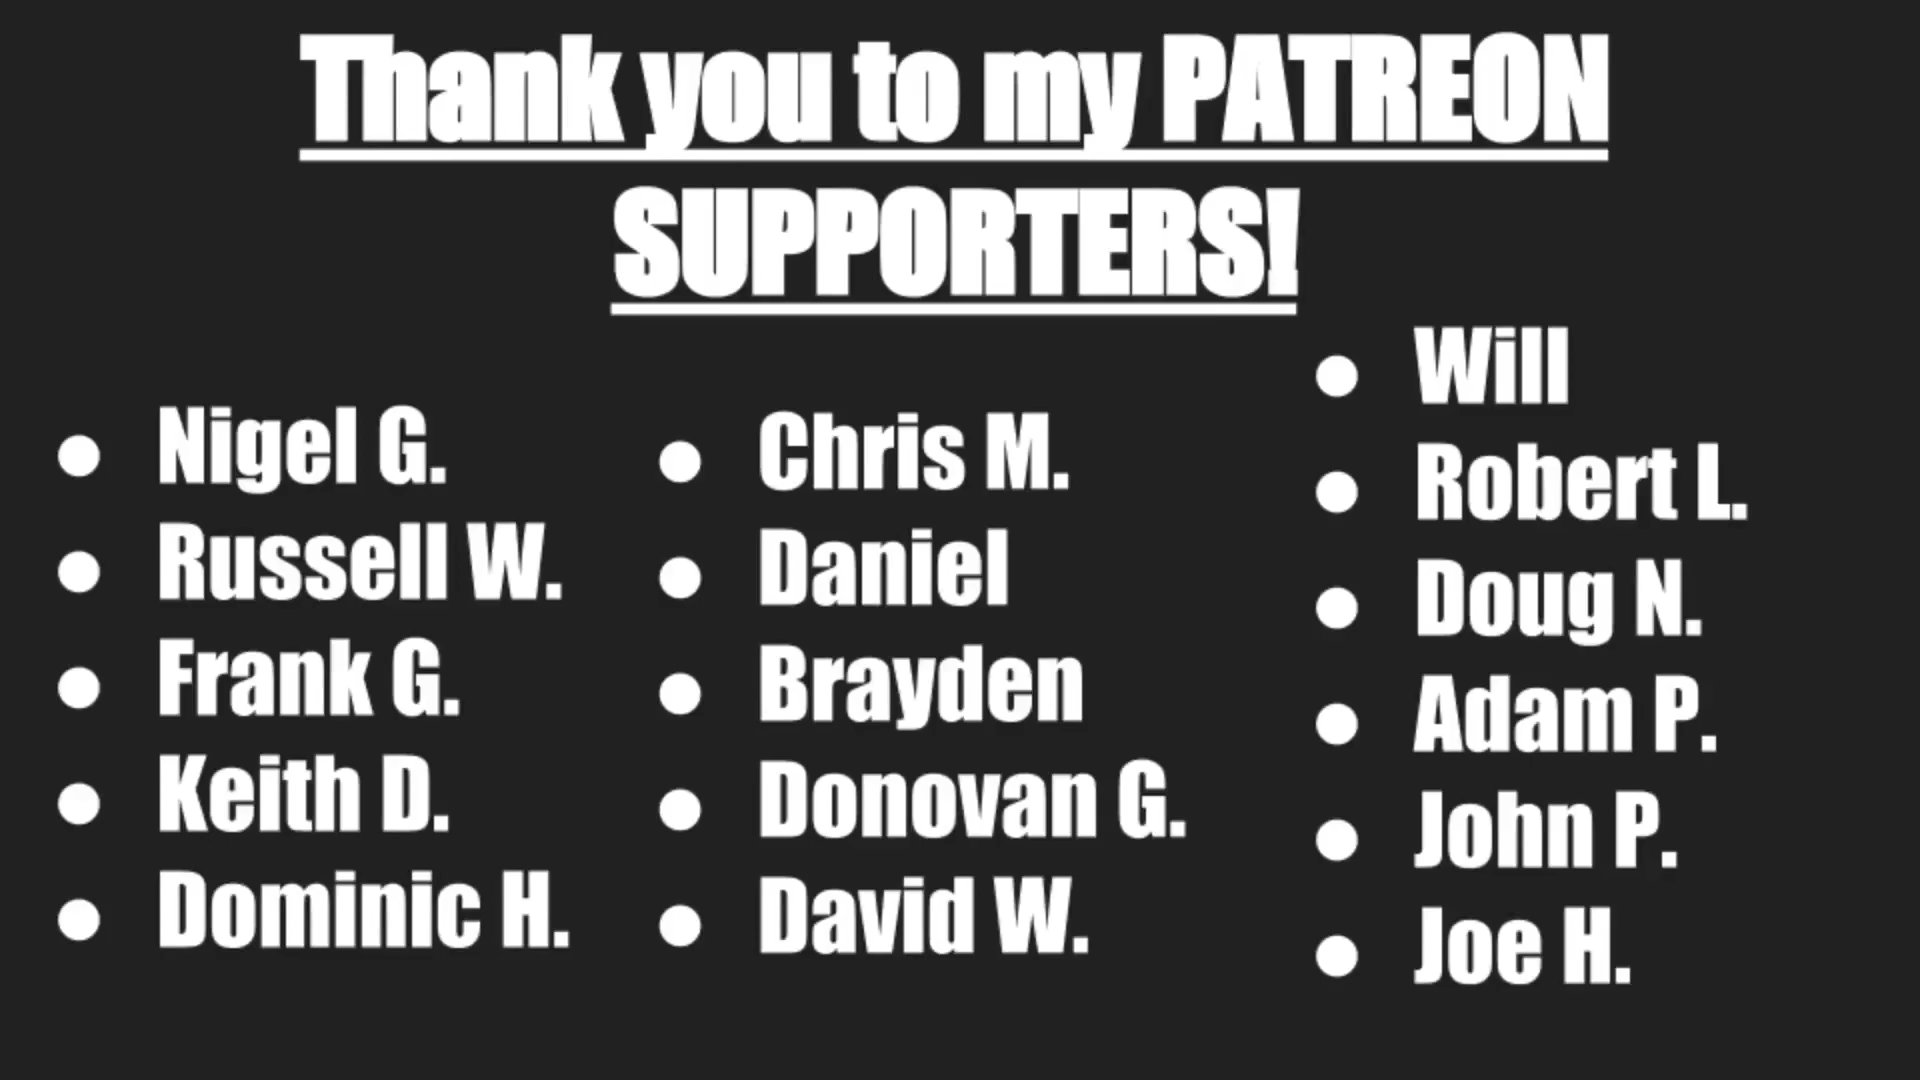 Thank you to my PATREON
SUPPORTERS!
Nigel G.
Russell W.
Frank G.
Keith D.
Dominic H.
Chris M.
Daniel
Brayden
Donovan G.
David W.
Will
Robert L.
Doug N.
Adam P.
John P.
Joe H.